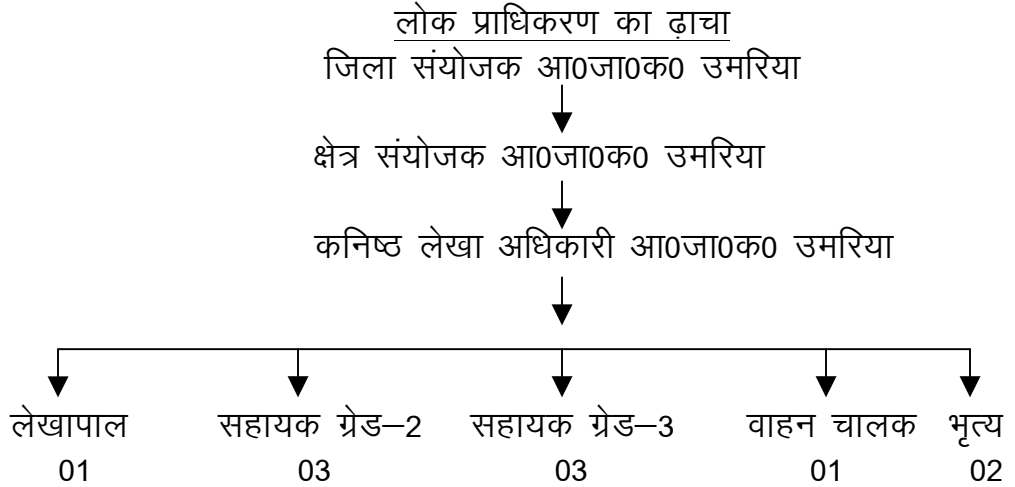 लोक प्राधिकरण का ढ़ाचा
जिला संयोजक आ0जा0क0 उमरिया
क्षेत्र संयोजक आ0जा0क0 उमरिया
कनिष्ठ लेखा अधिकारी आ0जा0क0 उमरिया
लेखापाल सहायक ग्रेड–2 सहायक ग्रेड–3 वाहन चालक भृत्य
01 03 03 01 02